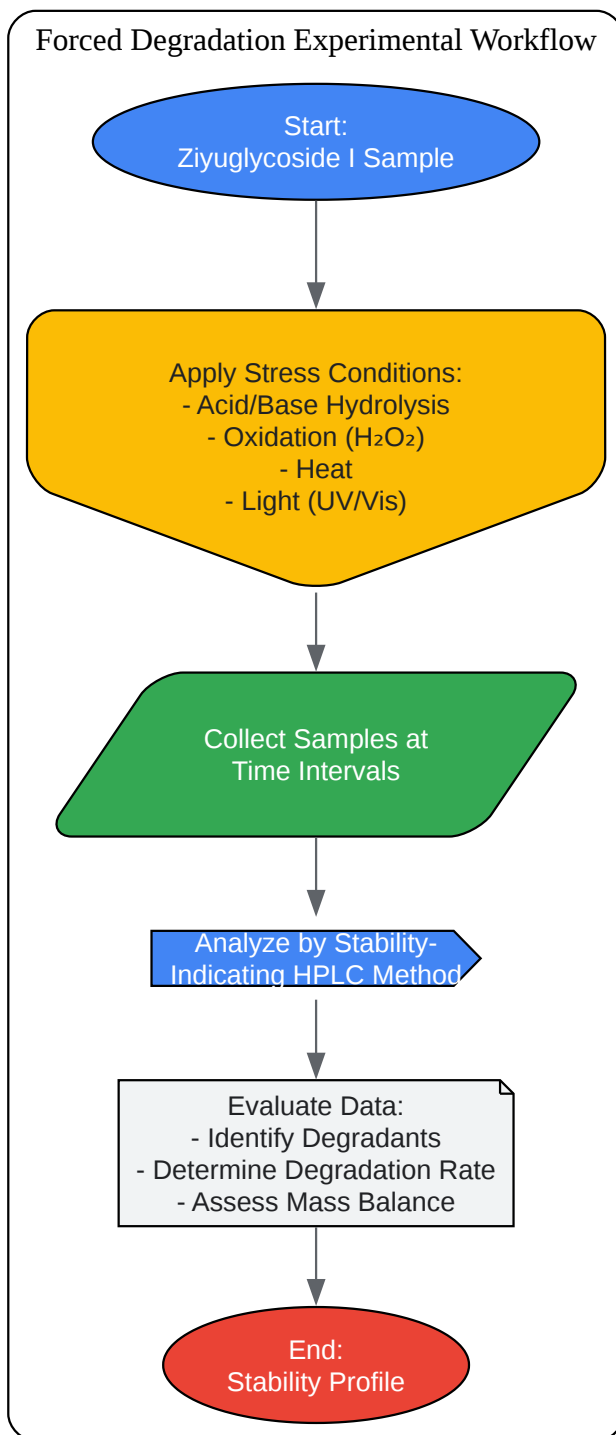 Forced Degradation Experimental Workflow
Start:
Ziyuglycoside I Sample
Apply Stress Conditions:
- Acid/Base Hydrolysis
- Oxidation (H₂O₂)
- Heat
- Light (UV/Vis)
Collect Samples at
Time Intervals
Analyze by Stability-
Indicating HPLC Method
Evaluate Data:
- Identify Degradants
- Determine Degradation Rate
- Assess Mass Balance
End:
Stability Profile